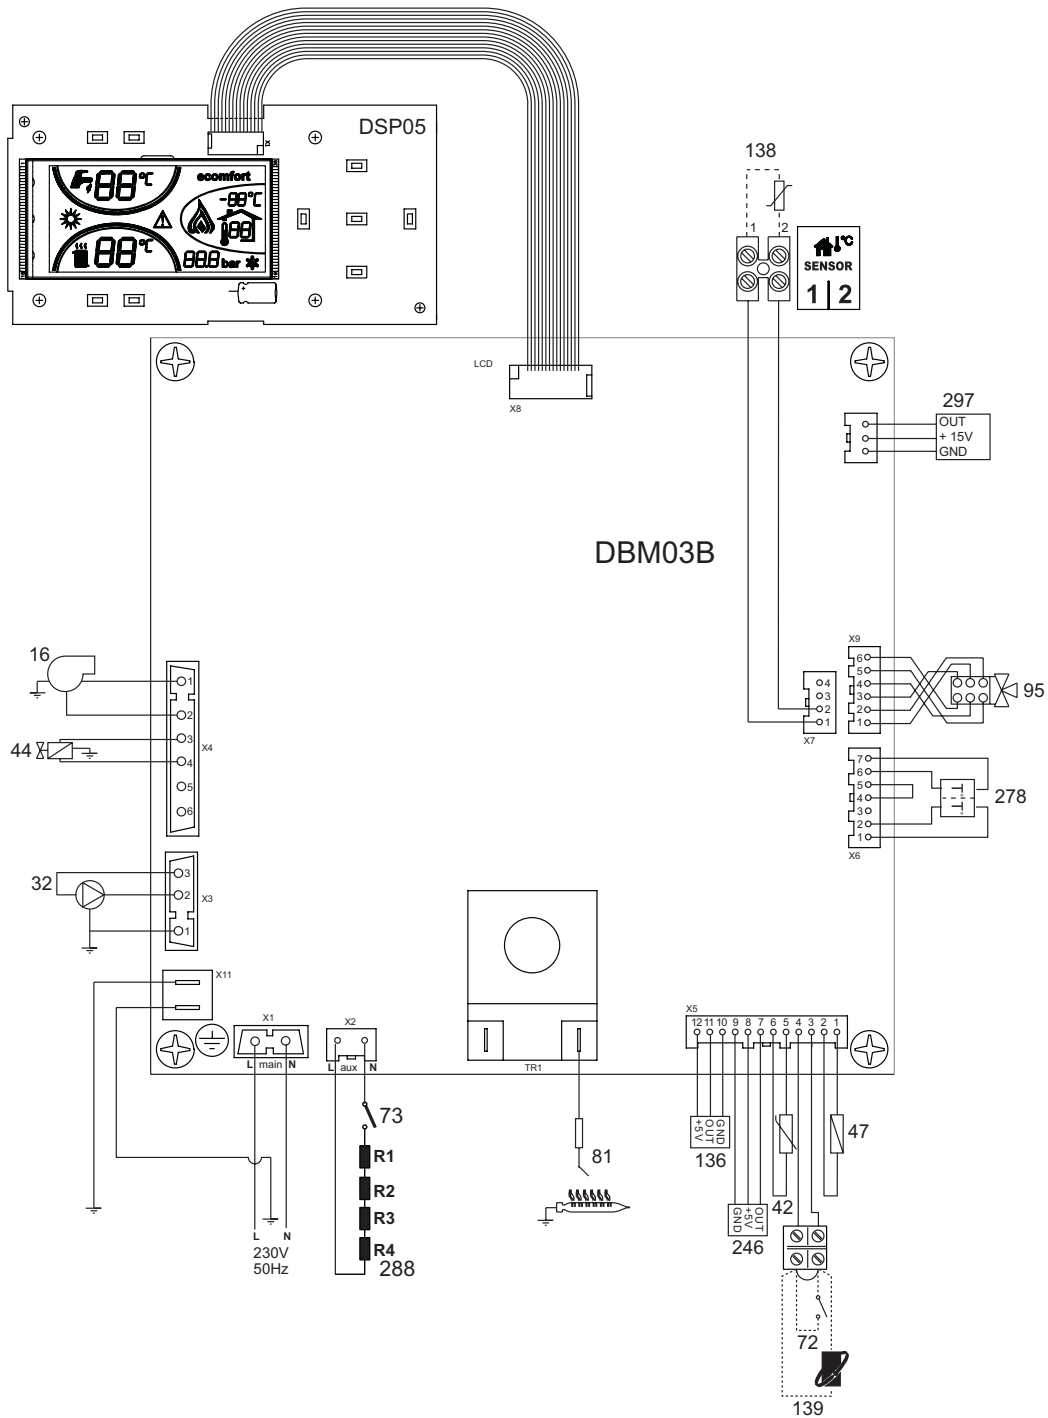 DSP05
X
88°C
ecomfort
-88°C
88
88°C
88.8 bar
+
138
1 2
°C
SENSOR
1 | 2
LCD
X8
297
OUT
+ 15V
GND
DBM03B
X9
6
5
4
3
2
1
95
4
3
2
1
X7
7
6
5
4
3
2
1
X6
278
16
44
1
2
3
4
5
6
X4
32
3
2
1
X3
X11
X1
L main N
X2
L aux N
TR1
X5
12 11 10 9 8 7 6 5 4 3 2 1
73
R1
R2
R3
R4
288
L N
230V
50Hz
81
+5V
OUT
GND
136
GND
+5V
OUT
246
42
47
72
139